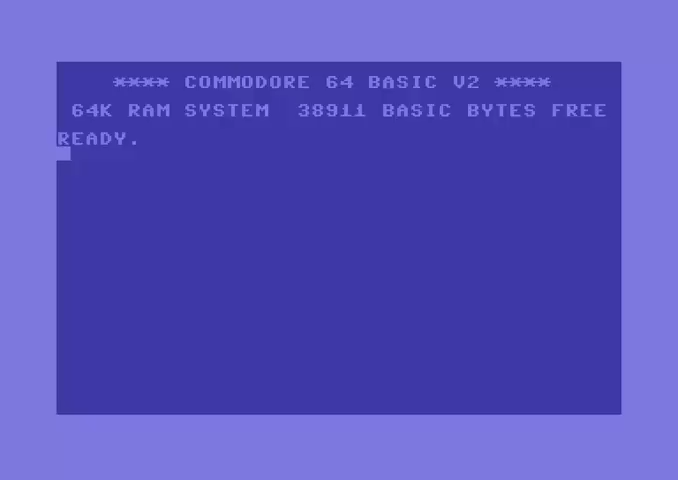 **** COMMODORE 64 BASIC V2 ****
64K RAM SYSTEM  38911 BASIC BYTES FREE
READY.